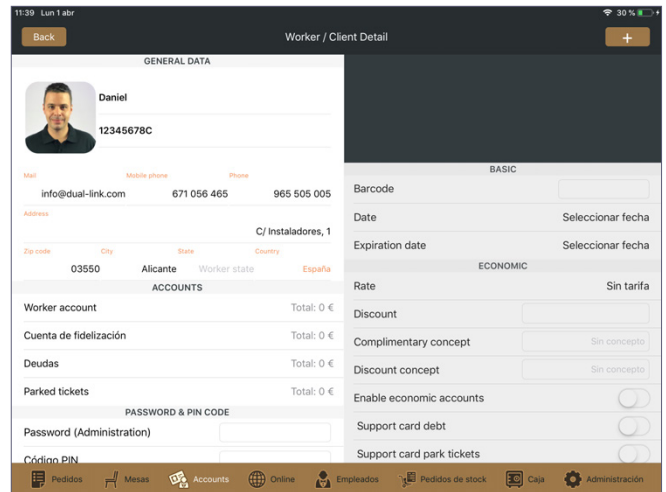 11:39 Lun 1 abr
30 %
Back
Worker / Client Detail
+
GENERAL DATA
Daniel
12345678C
Mail Mobile phone Phone
info@dual-link.com 671 056 465 965 505 005
Address
C/ Instaladores, 1
Zip code City State Country
03550 Alicante Worker state España
ACCOUNTS
Worker account Total: 0 €
Cuenta de fidelización Total: 0 €
Deudas Total: 0 €
Parked tickets Total: 0 €
PASSWORD & PIN CODE
Password (Administration)
Código PIN
BASIC
Barcode
Date Seleccionar fecha
Expiration date Seleccionar fecha
ECONOMIC
Rate Sin tarifa
Discount
Complimentary concept Sin concepto
Discount concept Sin concepto
Enable economic accounts
Support card debt
Support card park tickets
Pedidos Mesas Accounts Online Empleados Pedidos de stock Caja Administración